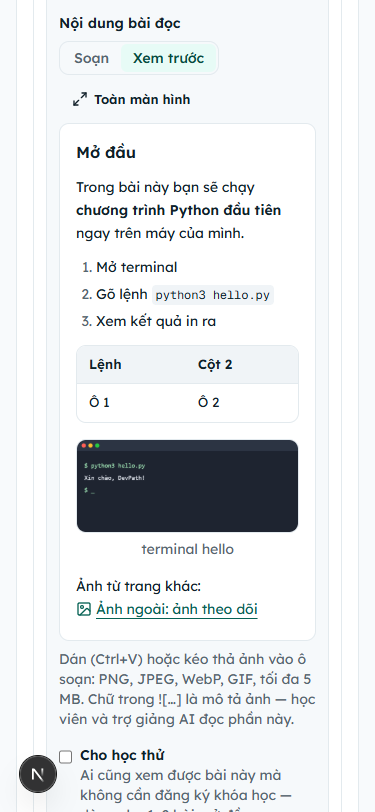 Nội dung bài đọc
Soạn Xem trước
Toàn màn hình
Mở đầu
Trong bài này bạn sẽ chạy
chương trình Python đầu tiên
ngay trên máy của mình.
1. Mở terminal
2. Gõ lệnh python3 hello.py
3. Xem kết quả in ra
Lệnh Cột 2
Ô 1 Ô 2
$ python3 hello.py
Xin chào, DevPath!
$ _
terminal hello
Ảnh từ trang khác:
Ảnh ngoài: ảnh theo dõi
Dán (Ctrl+V) hoặc kéo thả ảnh vào ô
soạn: PNG, JPEG, WebP, GIF, tối đa 5
MB. Chữ trong ![…] là mô tả ảnh — học
viên và trợ giảng AI đọc phần này.
Cho học thử
Ai cũng xem được bài này mà
không cần đăng ký khóa học —
N